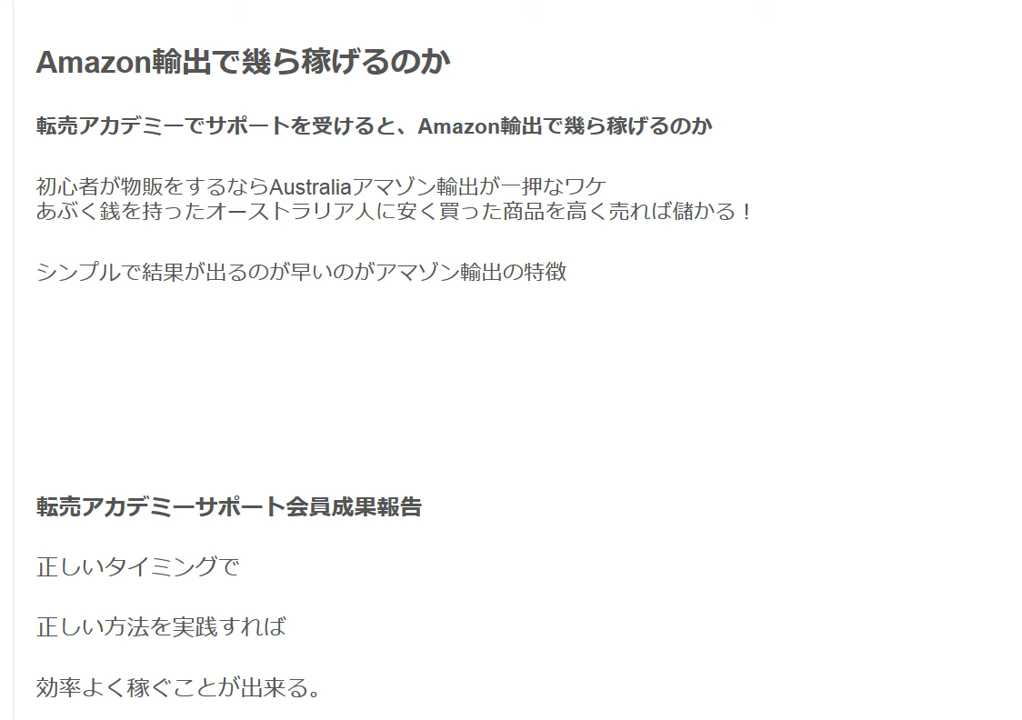 Amazon輸出で幾ら稼げるのか
転売アカデミーでサポートを受けると、Amazon輸出で幾ら稼げるのか
初心者が物販をするならAustraliaアマゾン輸出が一押なワケ
あぶく銭を持ったオーストラリア人に安く買った商品を高く売れば儲かる！
シンプルで結果が出るのが早いのがアマゾン輸出の特徴
転売アカデミーサポート会員成果報告
正しいタイミングで
正しい方法を実践すれば
効率よく稼ぐことが出来る。